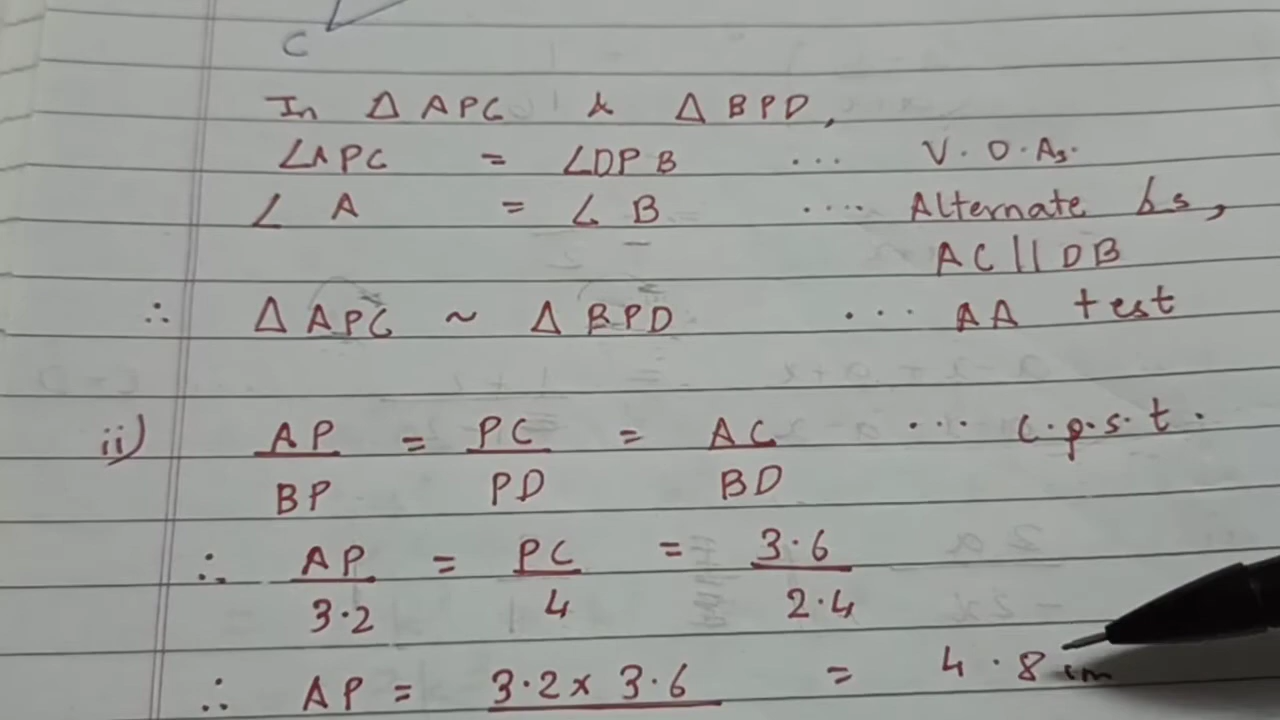 C
In Δ APC & Δ BPD,
∠APC = ∠DPB ... V.O.As.
∠ A = ∠ B .... Alternate ∠s,
AC || DB
∴ Δ APC ~ Δ BPD ... AA test
ii) AP/BP = PC/PD = AC/BD ... c.p.s.t.
∴ AP/3.2 = PC/4 = 3.6/2.4
∴ AP = 3.2 x 3.6 = 4.8 cm